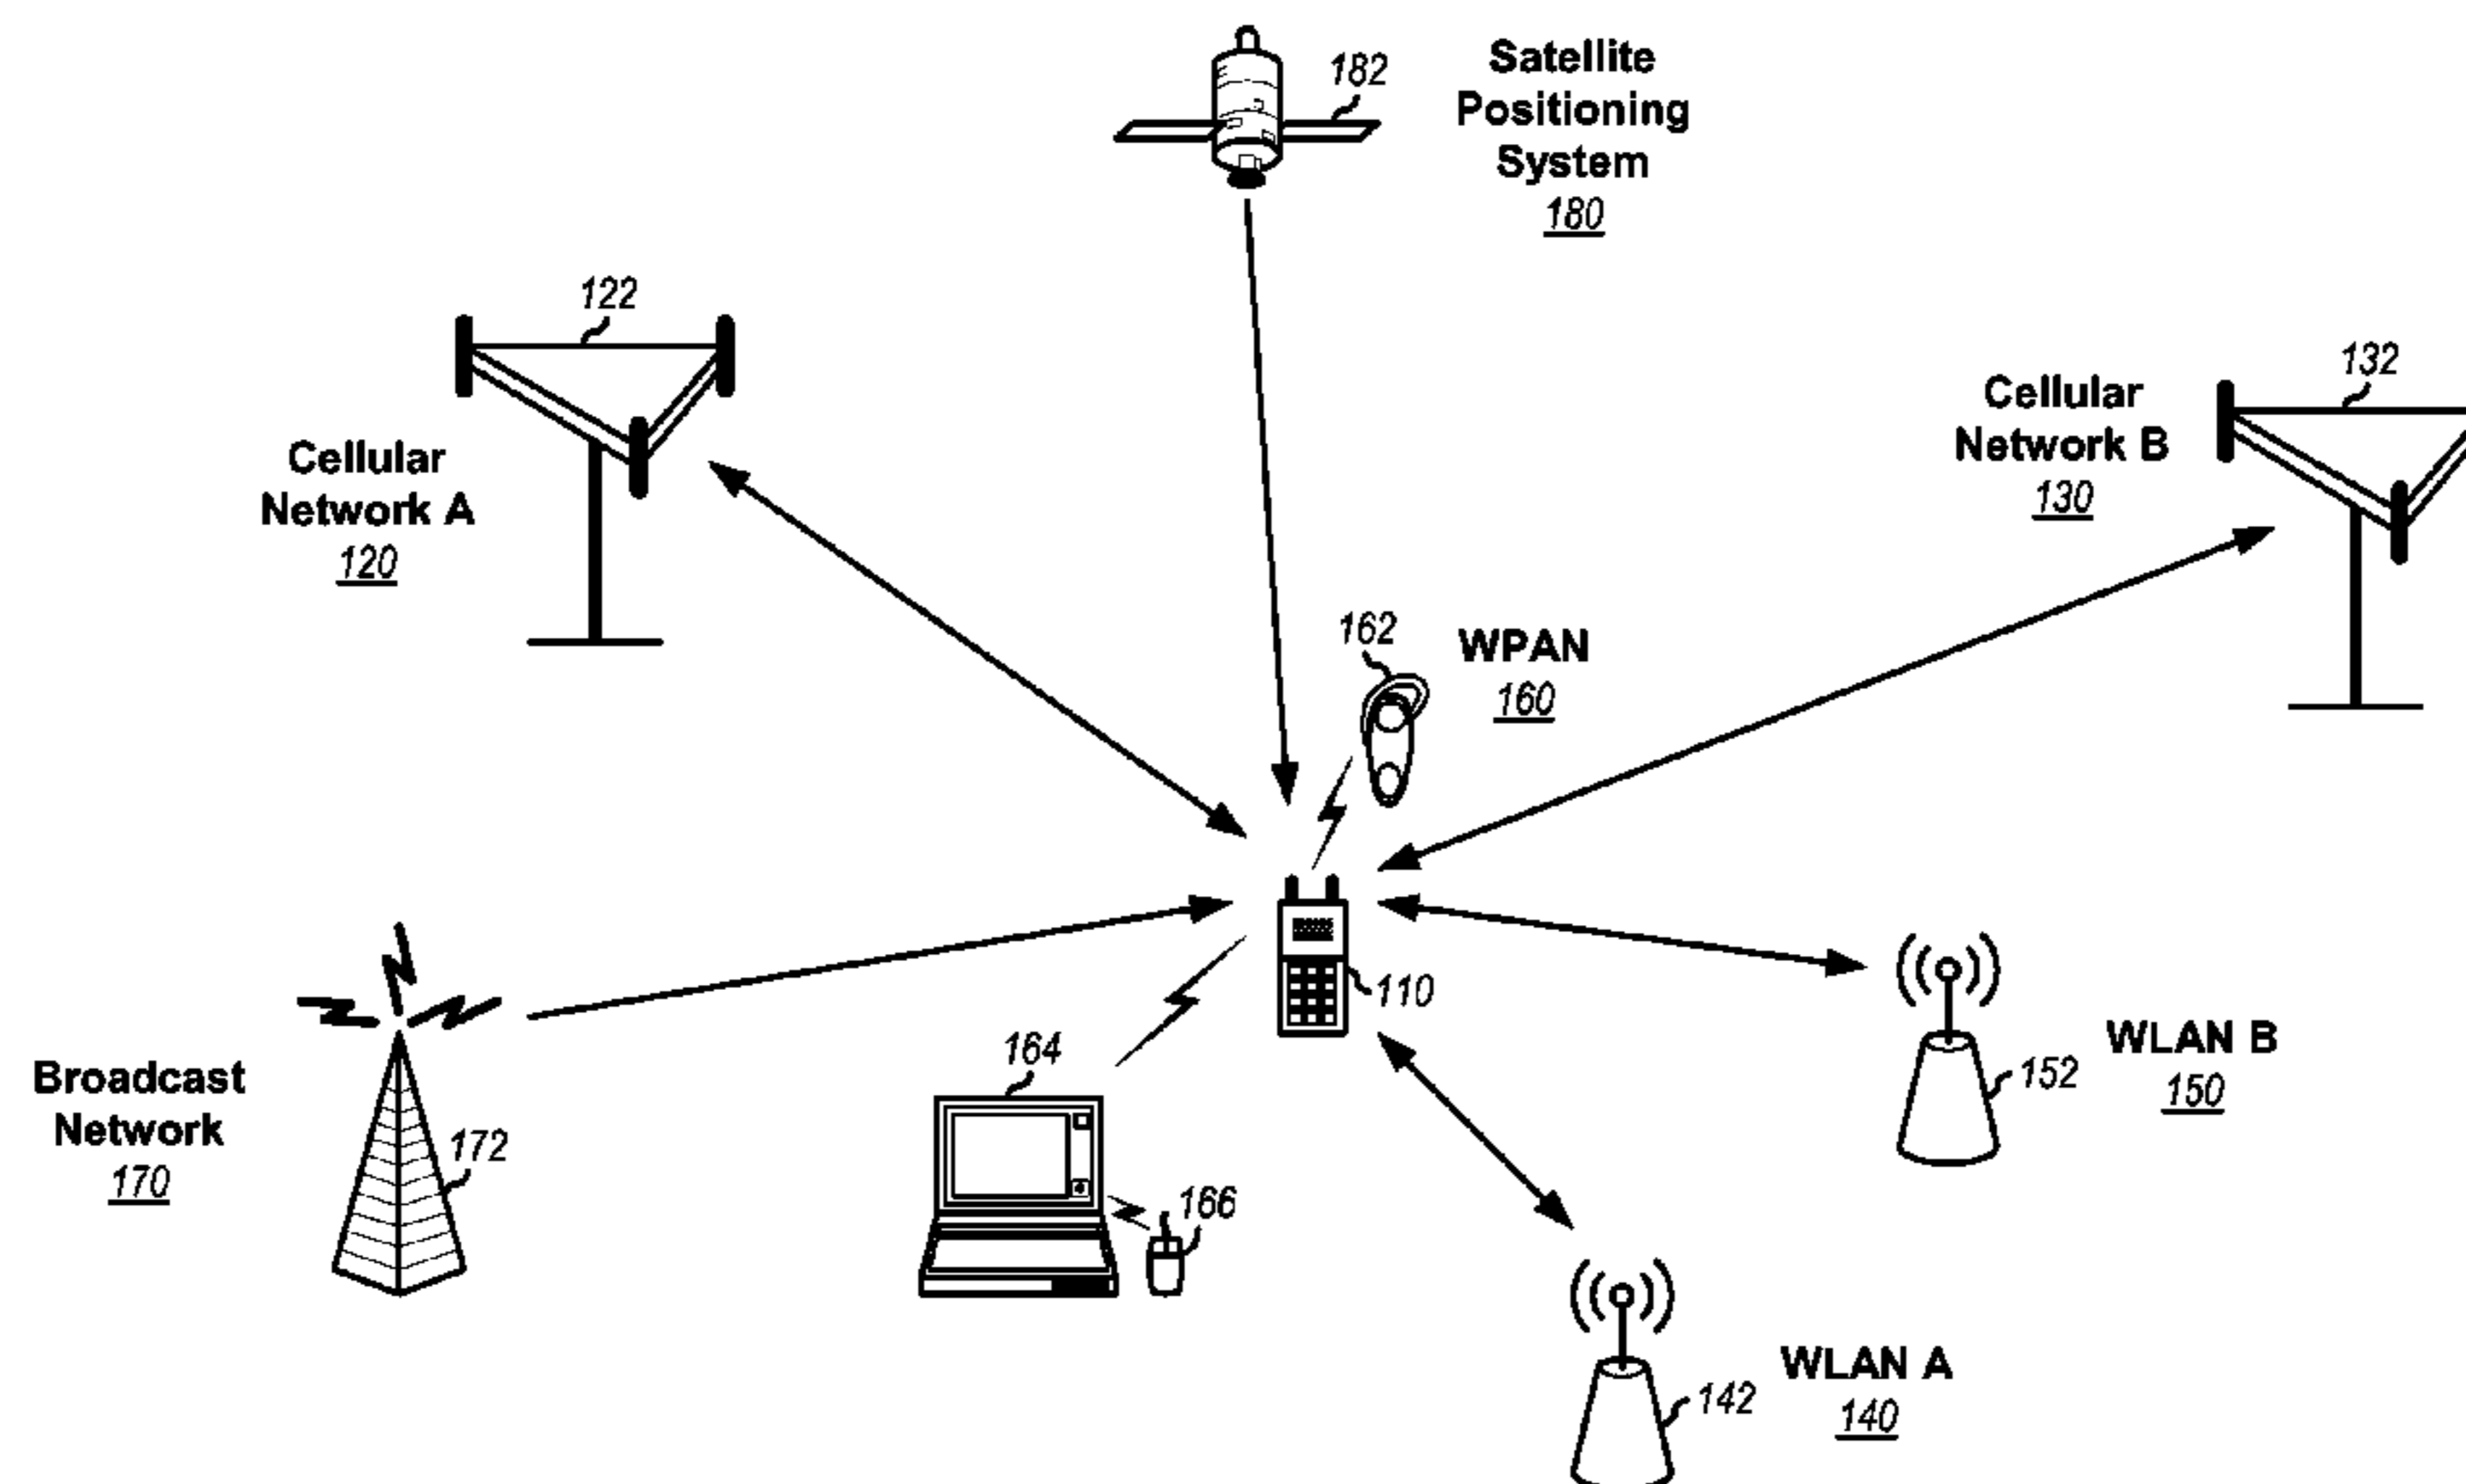 Satellite
Positioning
System
180
182
122
Cellular
Network A
120
132
Cellular
Network B
130
162
WPAN
160
110
Broadcast
Network
170
172
164
166
152
WLAN B
150
142
WLAN A
140